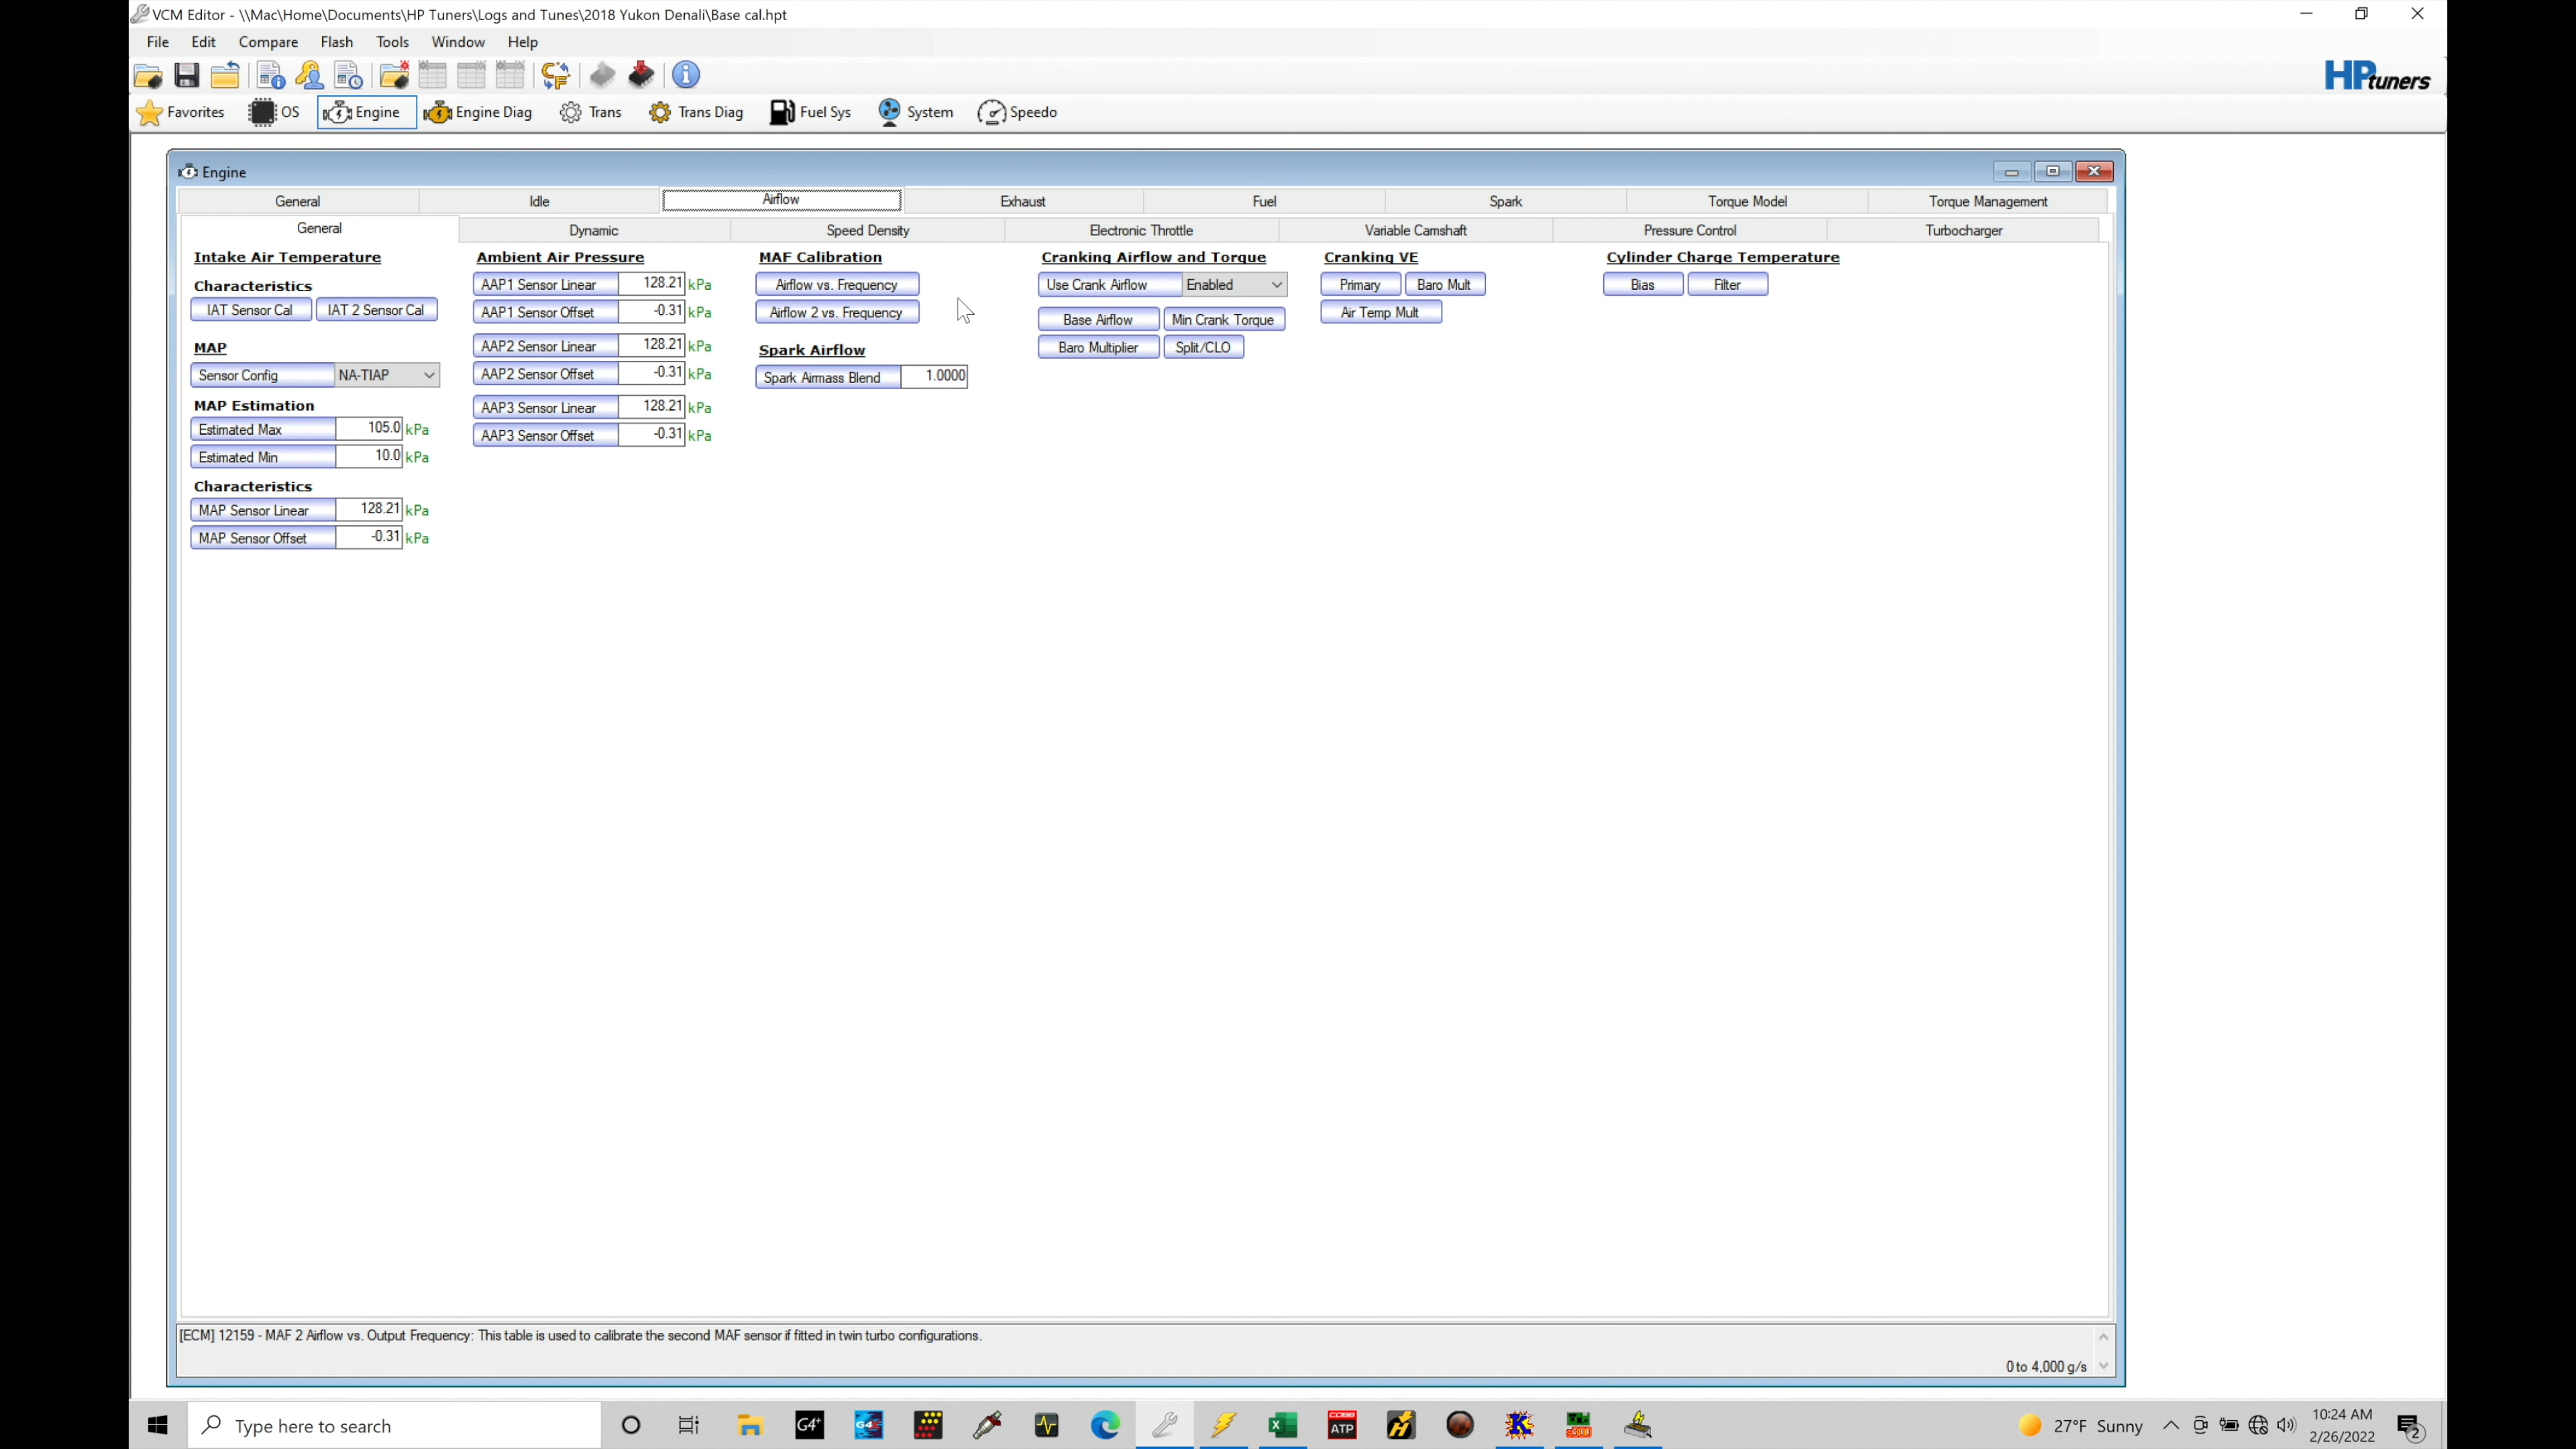 VCM Editor - \\Mac\Home\Documents\HP Tuners\Logs and Tunes\2018 Yukon Denali\Base cal.hpt
File Edit Compare Flash Tools Window Help
HPtuners
Favorites OS Engine Engine Diag Trans Trans Diag Fuel Sys System Speedo
Engine
General Idle Airflow Exhaust Fuel Spark Torque Model Torque Management
General Dynamic Speed Density Electronic Throttle Variable Camshaft Pressure Control Turbocharger
Intake Air Temperature
Characteristics
IAT Sensor Cal IAT 2 Sensor Cal
MAP
Sensor Config NA-TIAP
MAP Estimation
Estimated Max 105.0 kPa
Estimated Min 10.0 kPa
Characteristics
MAP Sensor Linear 128.21 kPa
MAP Sensor Offset -0.31 kPa
Ambient Air Pressure
AAP1 Sensor Linear 128.21 kPa
AAP1 Sensor Offset -0.31 kPa
AAP2 Sensor Linear 128.21 kPa
AAP2 Sensor Offset -0.31 kPa
AAP3 Sensor Linear 128.21 kPa
AAP3 Sensor Offset -0.31 kPa
MAF Calibration
Airflow vs. Frequency
Airflow 2 vs. Frequency
Spark Airflow
Spark Airmass Blend 1.0000
Cranking Airflow and Torque
Use Crank Airflow Enabled
Base Airflow Min Crank Torque
Baro Multiplier Split/CLO
Cranking VE
Primary Baro Mult
Air Temp Mult
Cylinder Charge Temperature
Bias Filter
[ECM] 12159 - MAF 2 Airflow vs. Output Frequency: This table is used to calibrate the second MAF sensor if fitted in twin turbo configurations.
0 to 4,000 g/s
Type here to search
G4+
COBB
ATP
27°F Sunny
10:24 AM
2/26/2022
2